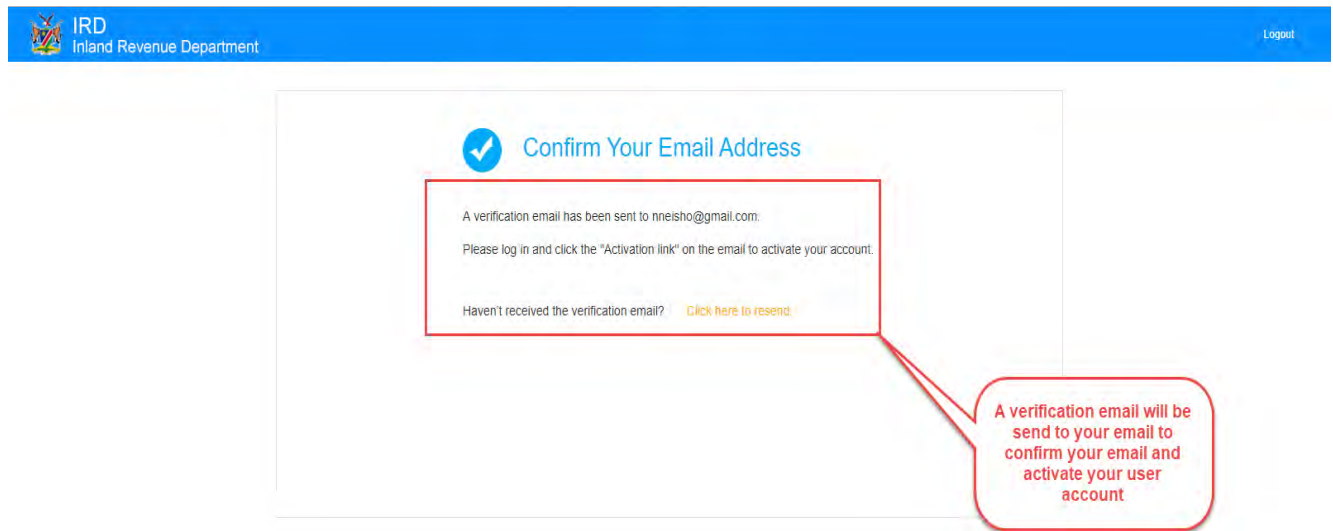 IRD
Inland Revenue Department
Logout
Confirm Your Email Address
A verification email has been sent to nneisho@gmail.com.
Please log in and click the "Activation link" on the email to activate your account.
Haven't received the verification email? Click here to resend.
A verification email will be
send to your email to
confirm your email and
activate your user
account